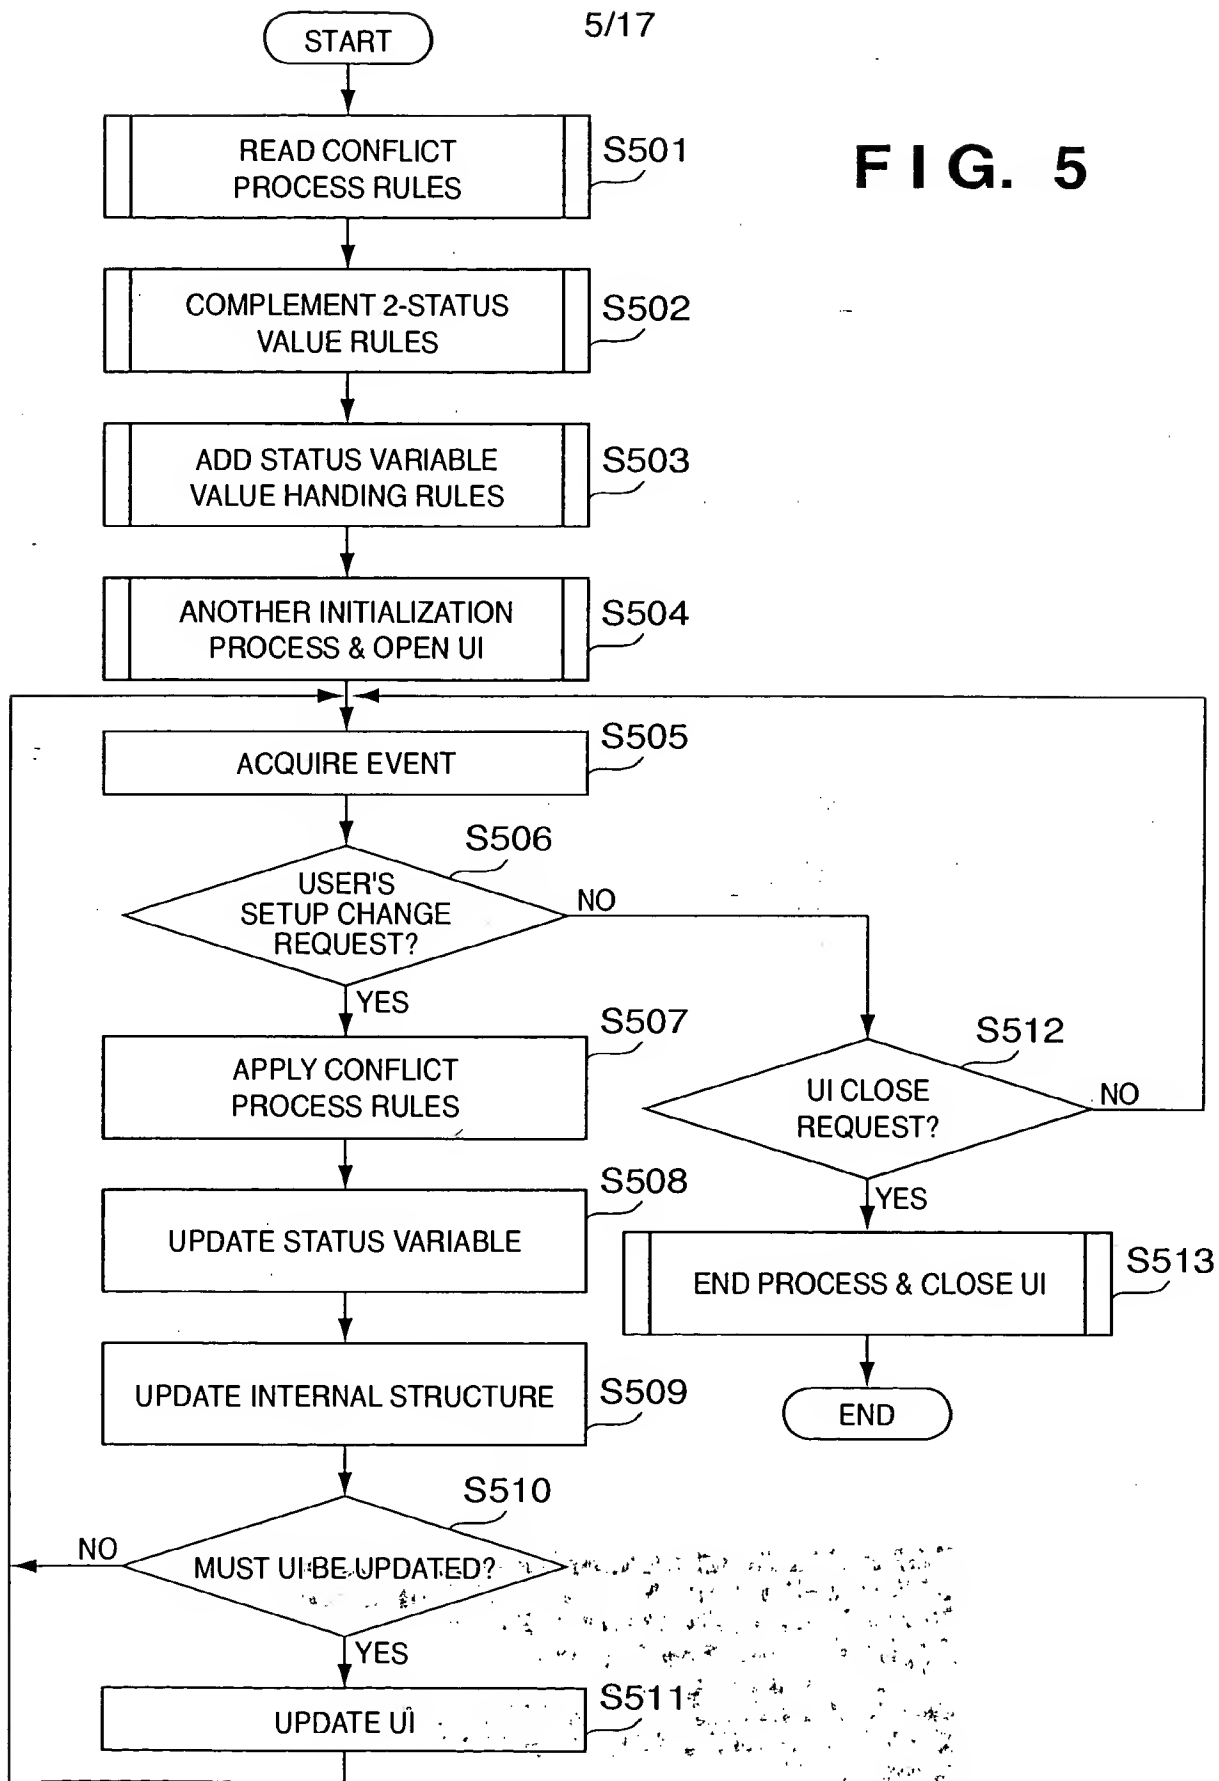 5/17
FIG. 5
START
READ CONFLICT
PROCESS RULES
S501
COMPLEMENT 2-STATUS
VALUE RULES
S502
ADD STATUS VARIABLE
VALUE HANDING RULES
S503
ANOTHER INITIALIZATION
PROCESS & OPEN UI
S504
ACQUIRE EVENT
S505
S506
USER'S
SETUP CHANGE
REQUEST?
NO
YES
APPLY CONFLICT
PROCESS RULES
S507
S512
UI CLOSE
REQUEST?
NO
YES
UPDATE STATUS VARIABLE
S508
END PROCESS & CLOSE UI
S513
UPDATE INTERNAL STRUCTURE
S509
END
S510
MUST UI BE UPDATED?
NO
YES
UPDATE UI
S511